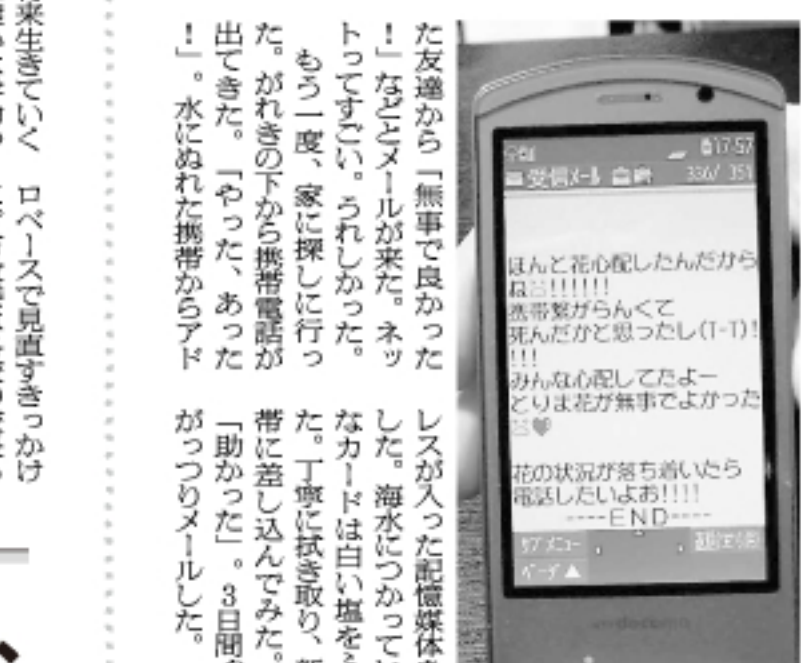 た友達から「無事で良かった
！」などとメールが来た。ネッ
トってすごい。うれしかった。
もう一度、家に探しに行っ
た。がれきの下から携帯電話が
出てきた。「やった、あった
！」。水にぬれた携帯からアド
レスが入った記憶媒体を
した。海水につかってい
なカードは白い塩をう
た。丁寧に拭き取り、新
帯に差し込んでみた。
「助かった」。3日間
がっつりメールした。
来生きていく
ロベースで見直すきっかけ
17:57
受信メール 336/ 351
ほんと花心配したんだから
ね!!!!!!
携帯繋がらんくて
死んだかと思ったし(T-T)!
!!!
みんな心配してたよー
とりま花が無事でよかった
♥
花の状況が落ち着いたら
電話したいよお!!!!
----END----
サブメニュー
ページ▲
docomo